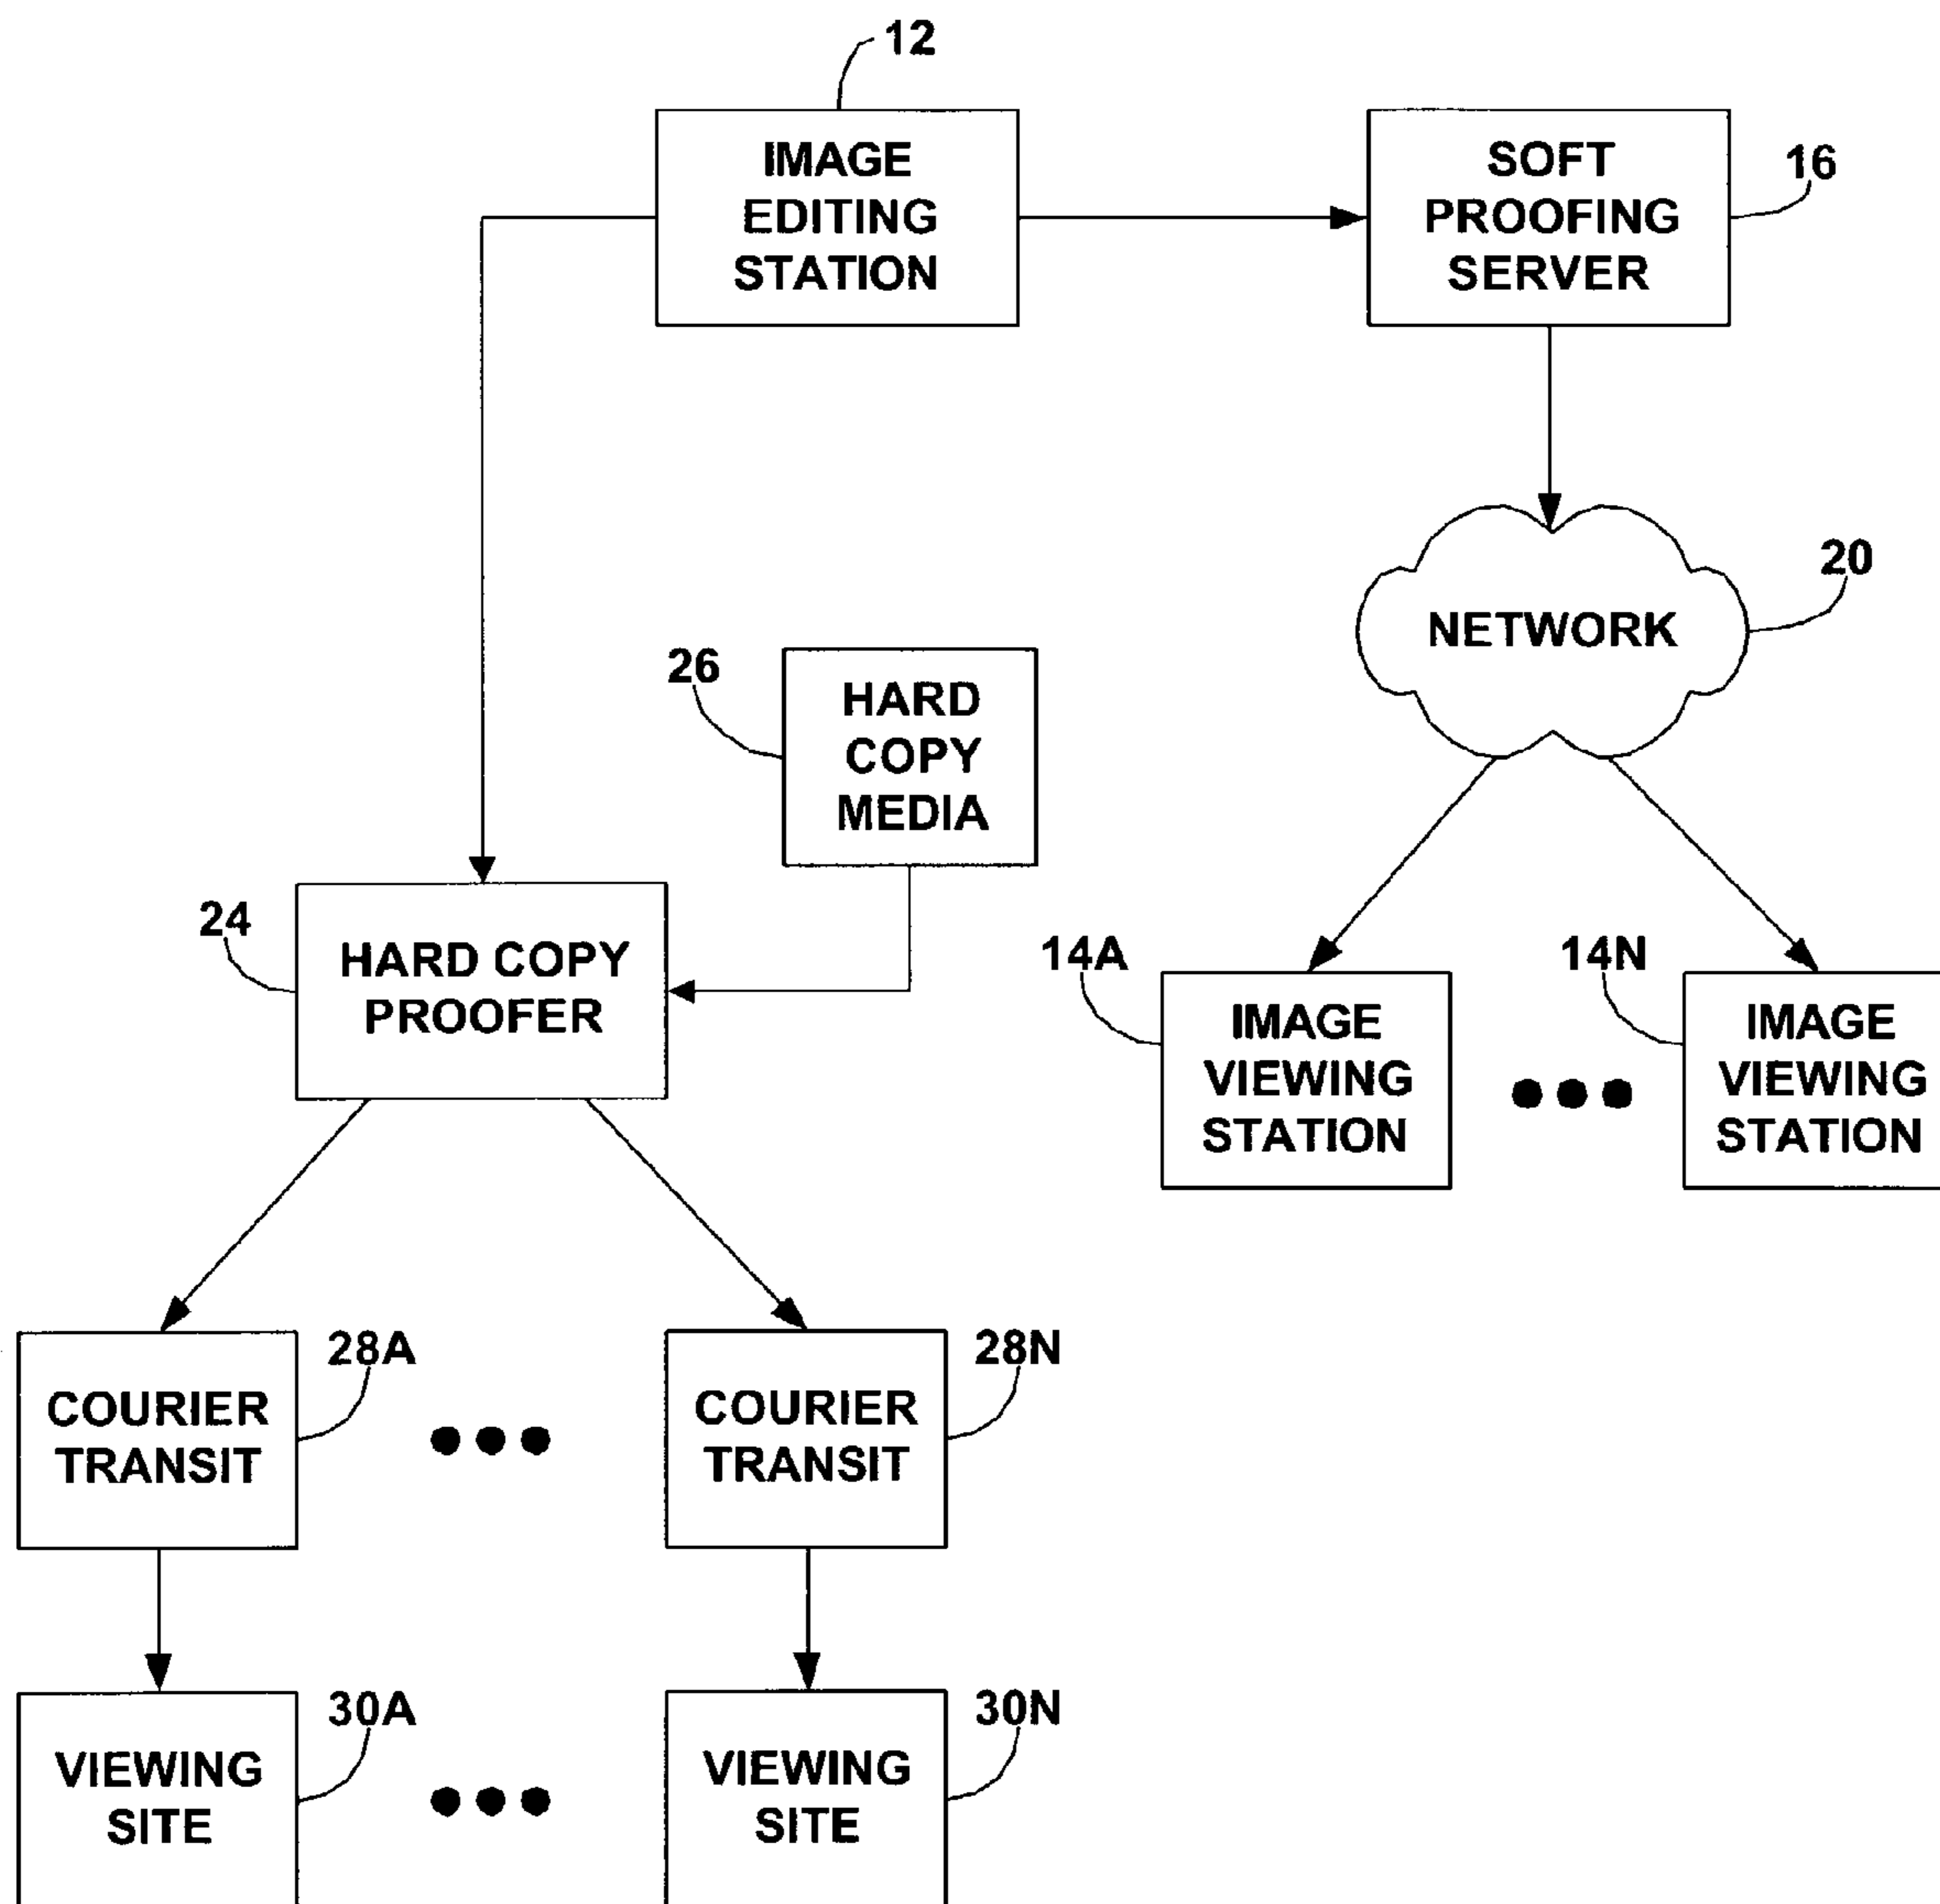 12
IMAGE
EDITING
STATION
SOFT
PROOFING
SERVER
16
NETWORK
20
26
HARD
COPY
MEDIA
24
HARD COPY
PROOFER
14A
IMAGE
VIEWING
STATION
14N
IMAGE
VIEWING
STATION
COURIER
TRANSIT
28A
COURIER
TRANSIT
28N
VIEWING
SITE
30A
VIEWING
SITE
30N